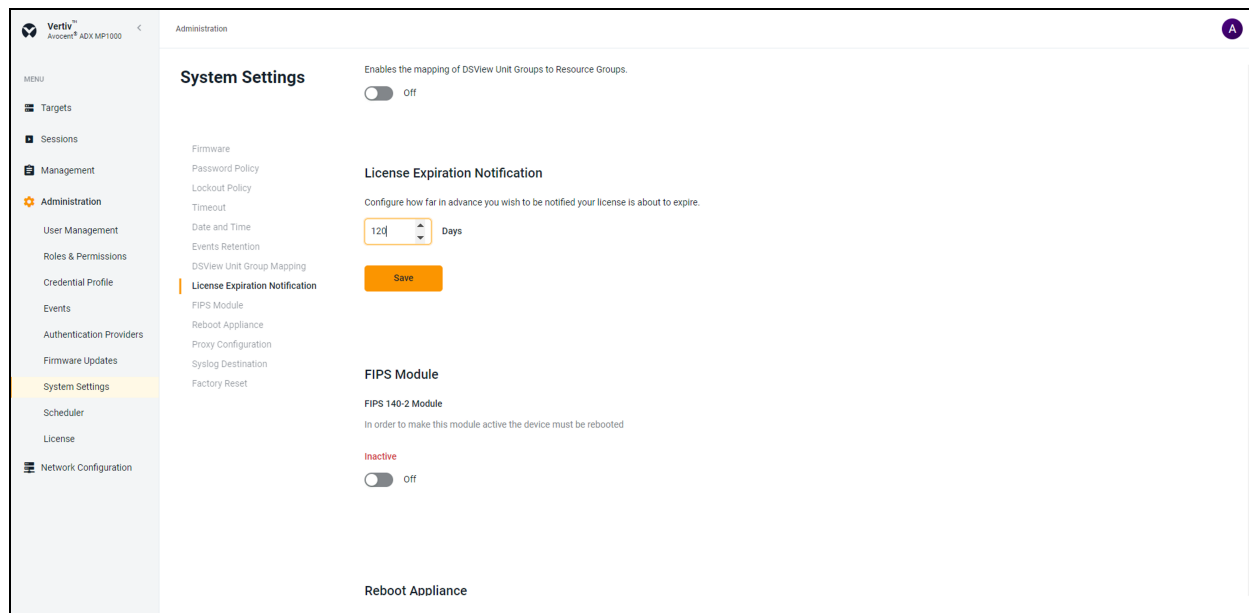 Vertiv™
Avocent® ADX MP1000
MENU
Targets
Sessions
Management
Administration
User Management
Roles & Permissions
Credential Profile
Events
Authentication Providers
Firmware Updates
System Settings
Scheduler
License
Network Configuration
Administration
A
System Settings
Firmware
Password Policy
Lockout Policy
Timeout
Date and Time
Events Retention
DSView Unit Group Mapping
License Expiration Notification
FIPS Module
Reboot Appliance
Proxy Configuration
Syslog Destination
Factory Reset
Enables the mapping of DSView Unit Groups to Resource Groups.
Off
License Expiration Notification
Configure how far in advance you wish to be notified your license is about to expire.
120 Days
Save
FIPS Module
FIPS 140-2 Module
In order to make this module active the device must be rebooted
Inactive
Off
Reboot Appliance